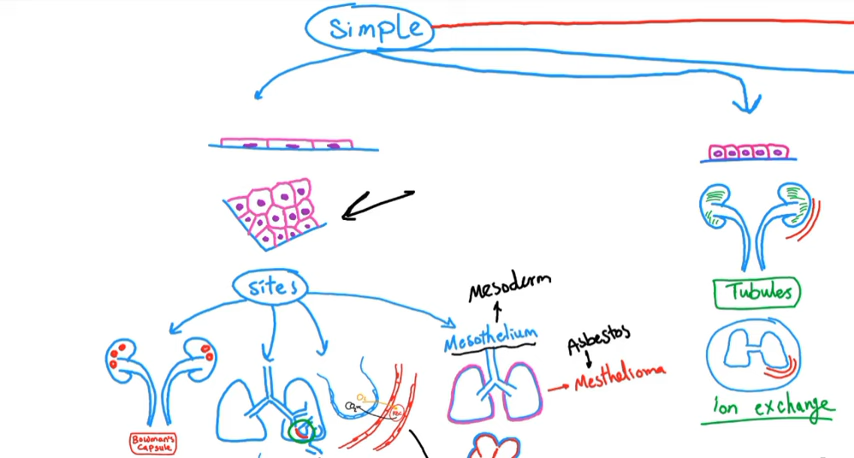 Simple
Sites
Mesoderm
Mesothelium
Asbestos
Mesthelioma
Bowman's
Capsule
Tubules
Ion exchange